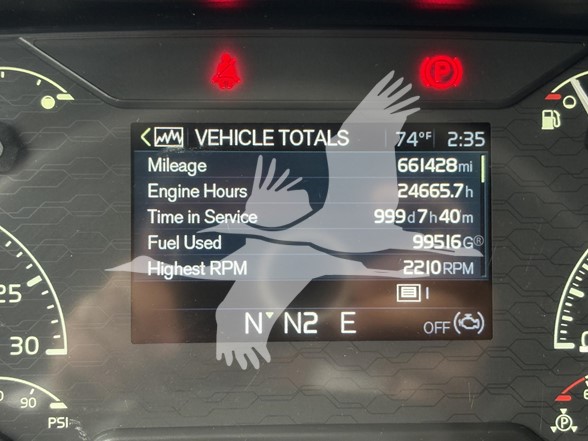 VEHICLE TOTALS 74°F 2:35
Mileage 661428mi
Engine Hours 24665.7h
Time in Service 999d7h40m
Fuel Used 99516G
Highest RPM 2210RPM
I
N N2 E OFF
25
30
90
PSI
P
P
®